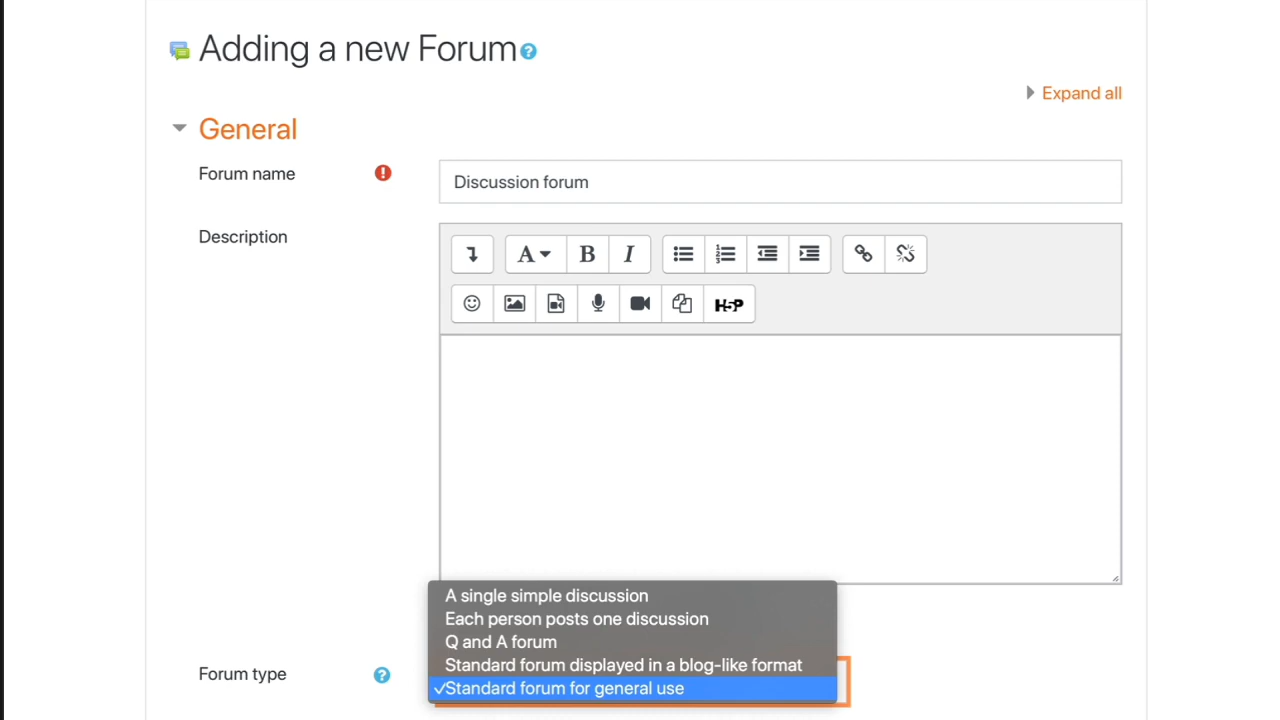 Adding a new Forum
Expand all
General
Forum name
Discussion forum
Description
A B I
H5P
A single simple discussion
Each person posts one discussion
Q and A forum
Standard forum displayed in a blog-like format
Forum type
✓Standard forum for general use